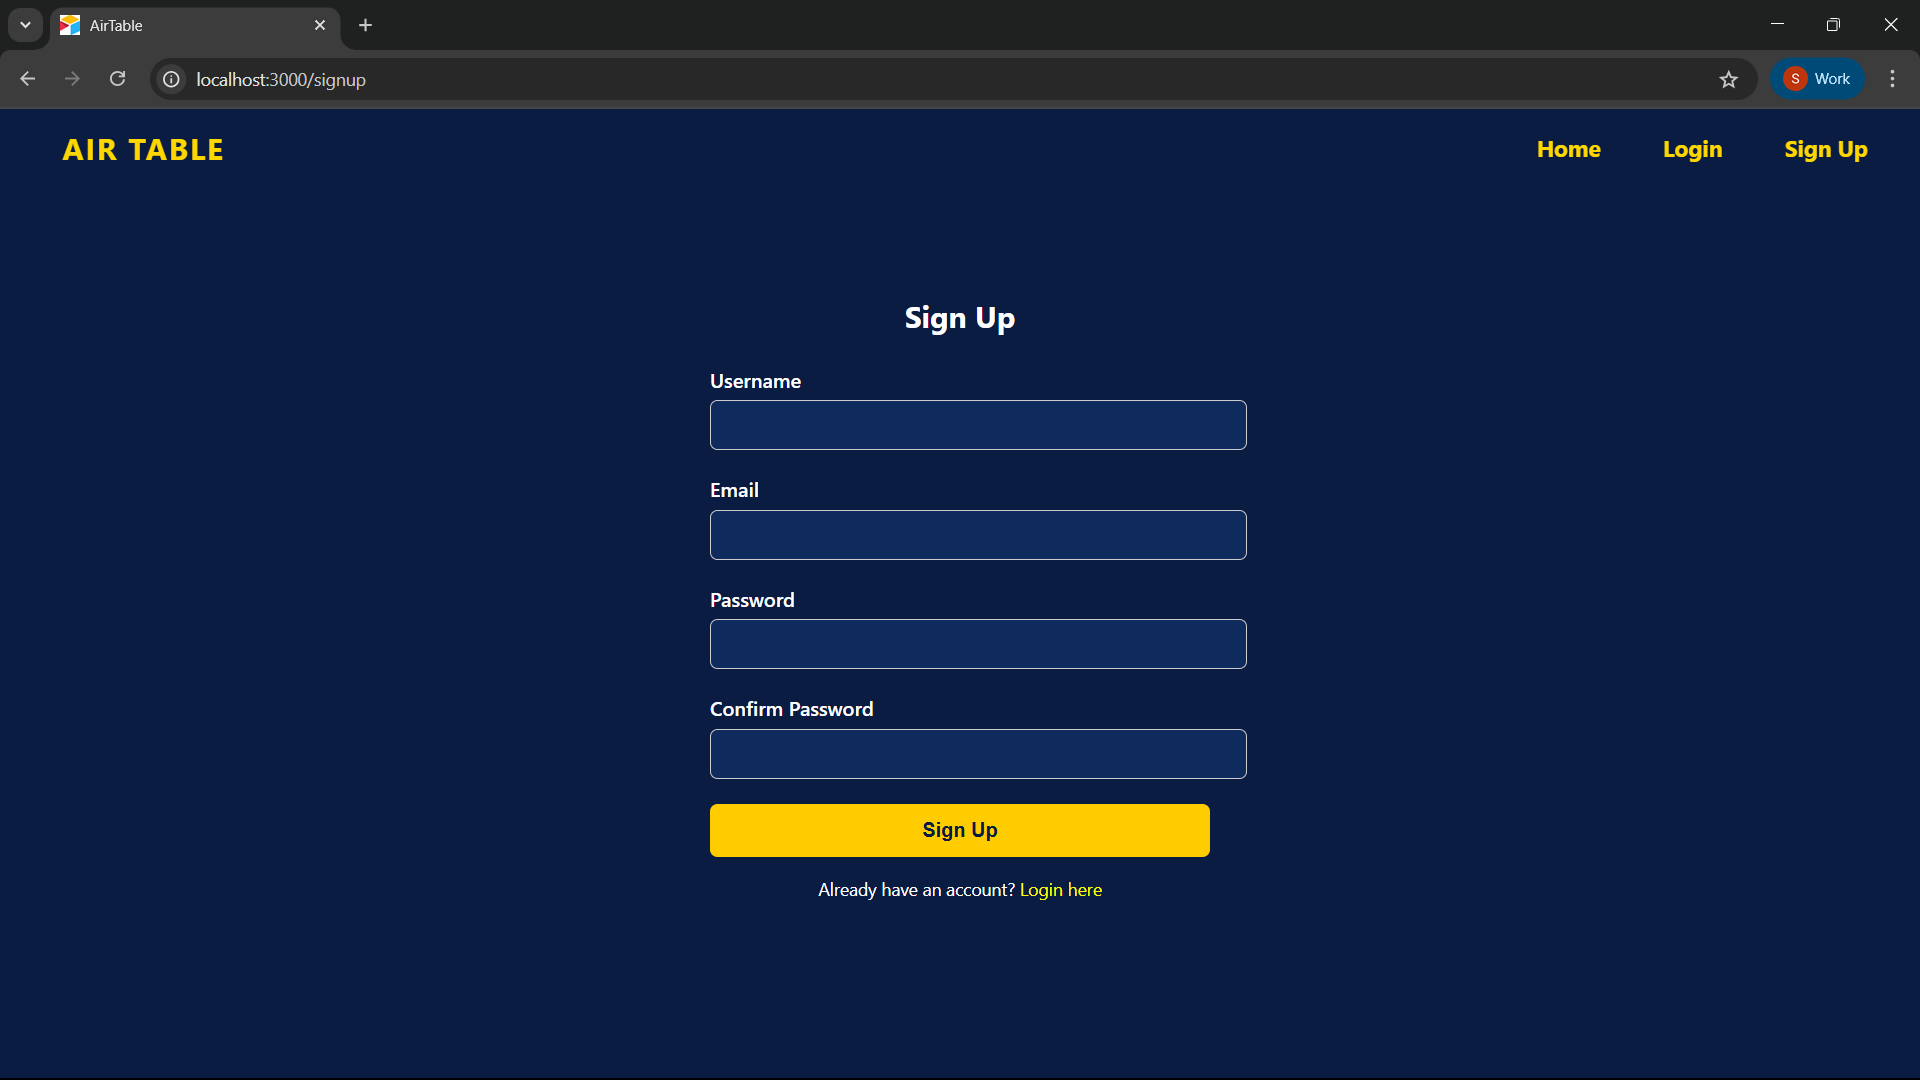 AirTable
localhost:3000/signup
S Work
AIR TABLE
Home Login Sign Up
Sign Up
Username
Email
Password
Confirm Password
Sign Up
Already have an account? Login here